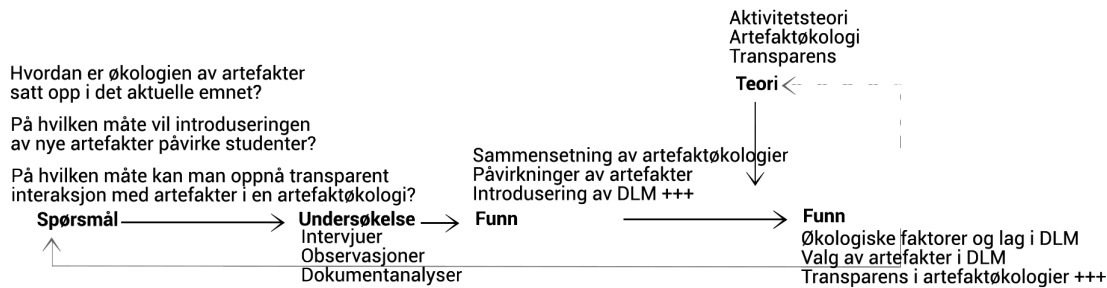 Aktivitetsteori
Artefaktøkologi
Transparens
Teori
Hvordan er økologien av artefakter
satt opp i det aktuelle emnet?
På hvilken måte vil introduseringen
av nye artefakter påvirke studenter?
På hvilken måte kan man oppnå transparent
interaksjon med artefakter i en artefaktøkologi?
Spørsmål
Undersøkelse
Intervjuer
Observasjoner
Dokumentanalyser
Sammensetning av artefaktøkologier
Påvirkninger av artefakter
Introdusering av DLM +++
Funn
Funn
Økologiske faktorer og lag i DLM
Valg av artefakter i DLM
Transparens i artefaktøkologier +++